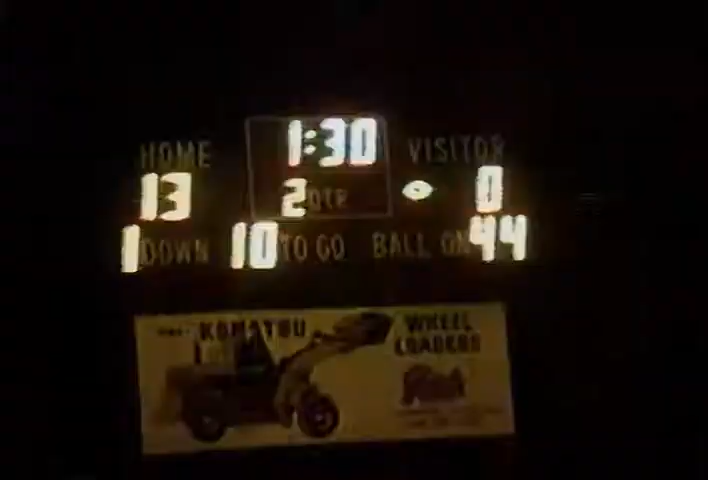 1:30
HOME VISITOR
13 2 QTR 0
1 DOWN 10 TO GO BALL ON 44
KOMATSU WHEEL
LOADERS